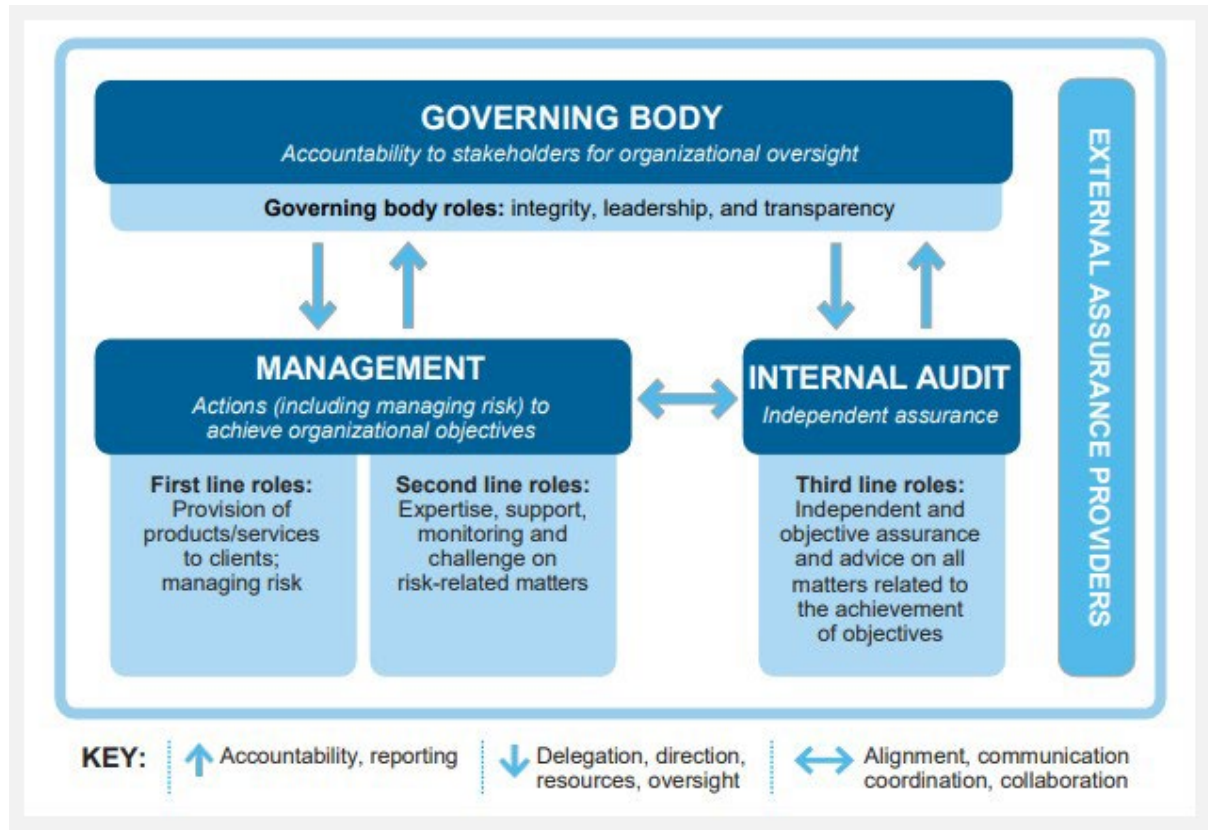 GOVERNING BODY
Accountability to stakeholders for organizational oversight
Governing body roles: integrity, leadership, and transparency
MANAGEMENT
Actions (including managing risk) to
achieve organizational objectives
First line roles:
Provision of
products/services
to clients;
managing risk
Second line roles:
Expertise, support,
monitoring and
challenge on
risk-related matters
INTERNAL AUDIT
Independent assurance
Third line roles:
Independent and
objective assurance
and advice on all
matters related to
the achievement
of objectives
EXTERNAL ASSURANCE PROVIDERS
KEY:
Accountability, reporting
Delegation, direction,
resources, oversight
Alignment, communication
coordination, collaboration